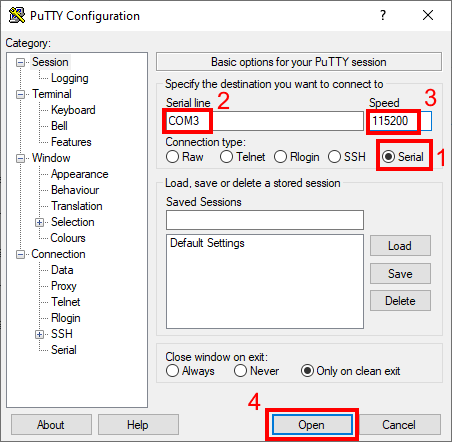 PuTTY Configuration
?
Category:
Session
Logging
Terminal
Keyboard
Bell
Features
Window
Appearance
Behaviour
Translation
Selection
Colours
Connection
Data
Proxy
Telnet
Rlogin
SSH
Serial
Basic options for your PuTTY session
Specify the destination you want to connect to
Serial line 2 Speed 3
COM3 115200
Connection type:
Raw Telnet Rlogin SSH Serial 1
Load, save or delete a stored session
Saved Sessions
Default Settings
Load
Save
Delete
Close window on exit:
Always Never Only on clean exit
4
About Help Open Cancel